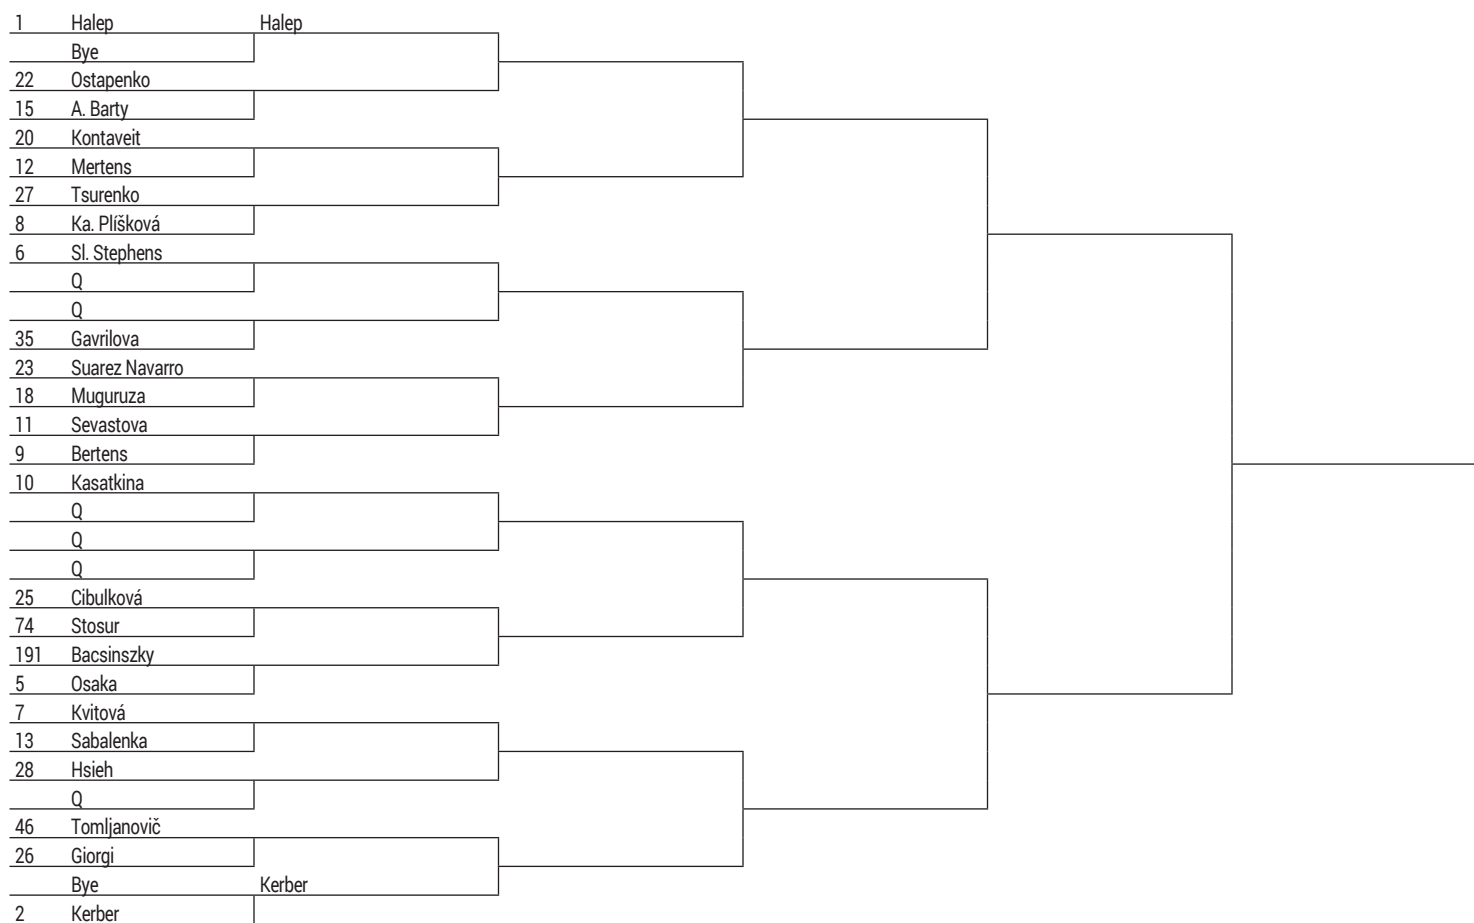 1 Halep Halep
Bye
22 Ostapenko
15 A. Barty
20 Kontaveit
12 Mertens
27 Tsurenko
8 Ka. Plíšková
6 Sl. Stephens
Q
Q
35 Gavrilova
23 Suarez Navarro
18 Muguruza
11 Sevastova
9 Bertens
10 Kasatkina
Q
Q
Q
25 Cibulková
74 Stosur
191 Bacsinszky
5 Osaka
7 Kvitová
13 Sabalenka
28 Hsieh
Q
46 Tomljanovič
26 Giorgi
Bye Kerber
2 Kerber